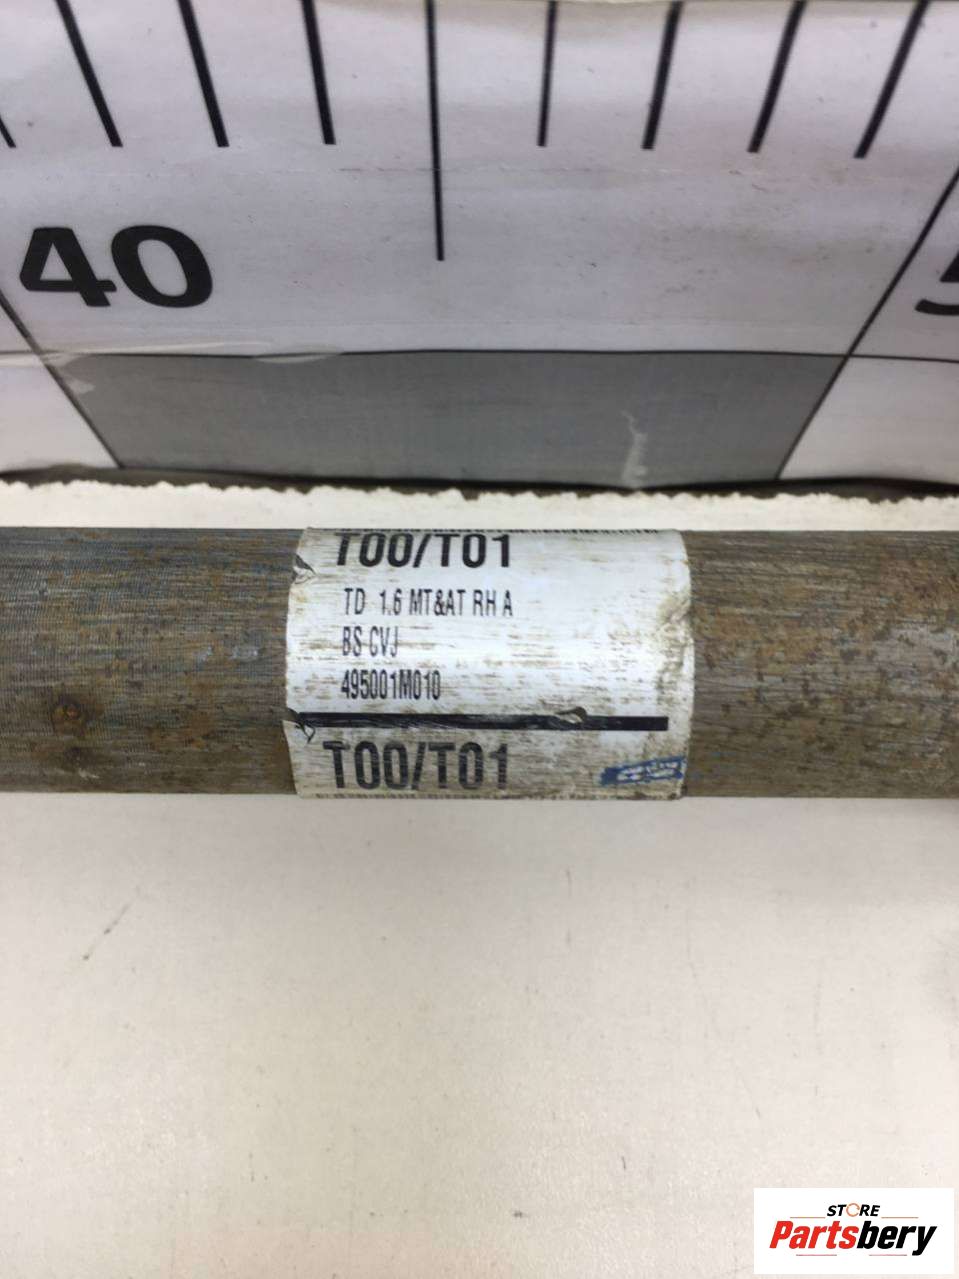 40
T00/T01
TD 1.6 MT&AT RH A
BS CVJ
495001M010
T00/T01
STORE
Partsbery